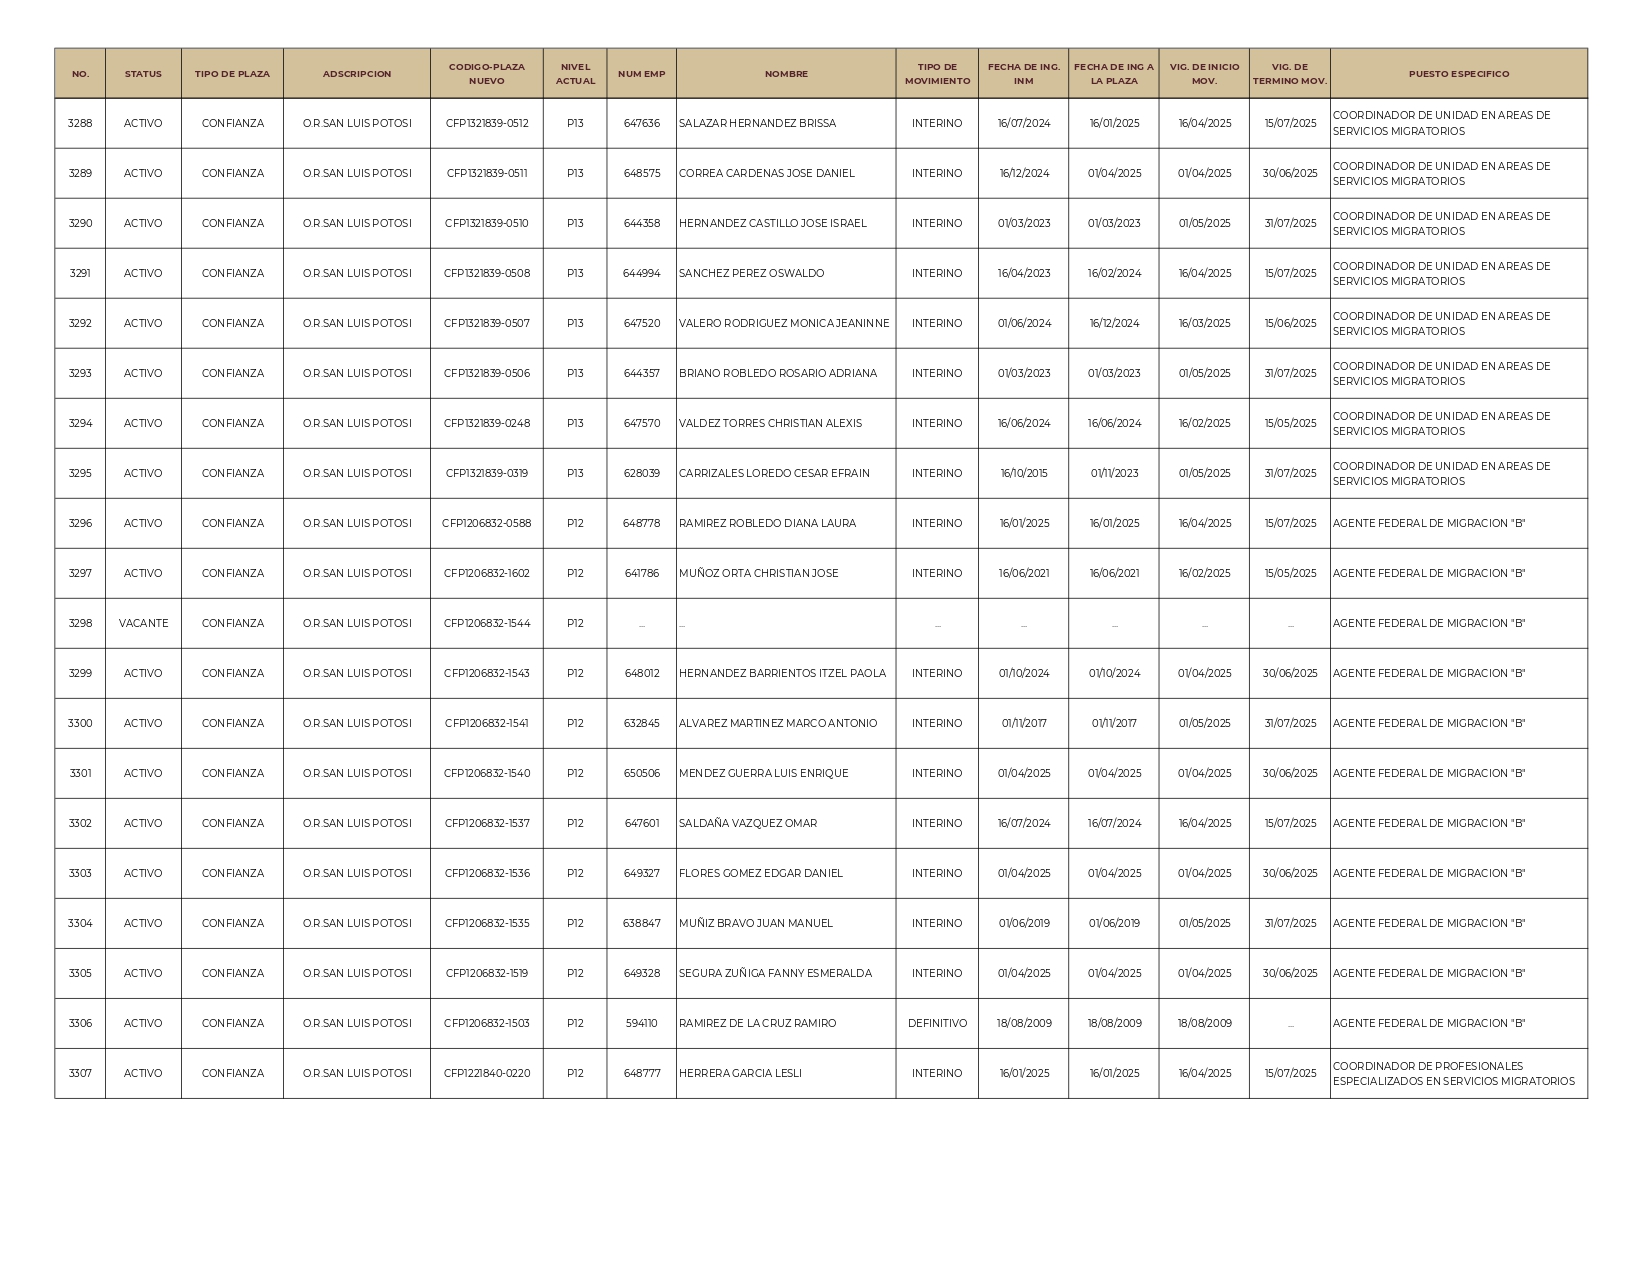 NO. STATUS TIPO DE PLAZA ADSCRIPCION CODIGO-PLAZA NUEVO NIVEL ACTUAL NUM EMP NOMBRE TIPO DE MOVIMIENTO FECHA DE ING. INM FECHA DE ING A LA PLAZA VIG. DE INICIO MOV. VIG. DE TERMINO MOV. PUESTO ESPECIFICO
3288 ACTIVO CONFIANZA O.R.SAN LUIS POTOSI CFP1321839-0512 P13 647636 SALAZAR HERNANDEZ BRISSA INTERINO 16/07/2024 16/01/2025 16/04/2025 15/07/2025 COORDINADOR DE UNIDAD EN AREAS DE SERVICIOS MIGRATORIOS
3289 ACTIVO CONFIANZA O.R.SAN LUIS POTOSI CFP1321839-0511 P13 648575 CORREA CARDENAS JOSE DANIEL INTERINO 16/12/2024 01/04/2025 01/04/2025 30/06/2025 COORDINADOR DE UNIDAD EN AREAS DE SERVICIOS MIGRATORIOS
3290 ACTIVO CONFIANZA O.R.SAN LUIS POTOSI CFP1321839-0510 P13 644358 HERNANDEZ CASTILLO JOSE ISRAEL INTERINO 01/03/2023 01/03/2023 01/05/2025 31/07/2025 COORDINADOR DE UNIDAD EN AREAS DE SERVICIOS MIGRATORIOS
3291 ACTIVO CONFIANZA O.R.SAN LUIS POTOSI CFP1321839-0508 P13 644994 SANCHEZ PEREZ OSWALDO INTERINO 16/04/2023 16/02/2024 16/04/2025 15/07/2025 COORDINADOR DE UNIDAD EN AREAS DE SERVICIOS MIGRATORIOS
3292 ACTIVO CONFIANZA O.R.SAN LUIS POTOSI CFP1321839-0507 P13 647520 VALERO RODRIGUEZ MONICA JEANINNE INTERINO 01/06/2024 16/12/2024 16/03/2025 15/06/2025 COORDINADOR DE UNIDAD EN AREAS DE SERVICIOS MIGRATORIOS
3293 ACTIVO CONFIANZA O.R.SAN LUIS POTOSI CFP1321839-0506 P13 644357 BRIANO ROBLEDO ROSARIO ADRIANA INTERINO 01/03/2023 01/03/2023 01/05/2025 31/07/2025 COORDINADOR DE UNIDAD EN AREAS DE SERVICIOS MIGRATORIOS
3294 ACTIVO CONFIANZA O.R.SAN LUIS POTOSI CFP1321839-0248 P13 647570 VALDEZ TORRES CHRISTIAN ALEXIS INTERINO 16/06/2024 16/06/2024 16/02/2025 15/05/2025 COORDINADOR DE UNIDAD EN AREAS DE SERVICIOS MIGRATORIOS
3295 ACTIVO CONFIANZA O.R.SAN LUIS POTOSI CFP1321839-0319 P13 628039 CARRIZALES LOREDO CESAR EFRAIN INTERINO 16/10/2015 01/11/2023 01/05/2025 31/07/2025 COORDINADOR DE UNIDAD EN AREAS DE SERVICIOS MIGRATORIOS
3296 ACTIVO CONFIANZA O.R.SAN LUIS POTOSI CFP1206832-0588 P12 648778 RAMIREZ ROBLEDO DIANA LAURA INTERINO 16/01/2025 16/01/2025 16/04/2025 15/07/2025 AGENTE FEDERAL DE MIGRACION "B"
3297 ACTIVO CONFIANZA O.R.SAN LUIS POTOSI CFP1206832-1602 P12 641786 MUÑOZ ORTA CHRISTIAN JOSE INTERINO 16/06/2021 16/06/2021 16/02/2025 15/05/2025 AGENTE FEDERAL DE MIGRACION "B"
3298 VACANTE CONFIANZA O.R.SAN LUIS POTOSI CFP1206832-1544 P12 ... ... ... ... ... ... ... AGENTE FEDERAL DE MIGRACION "B"
3299 ACTIVO CONFIANZA O.R.SAN LUIS POTOSI CFP1206832-1543 P12 648012 HERNANDEZ BARRIENTOS ITZEL PAOLA INTERINO 01/10/2024 01/10/2024 01/04/2025 30/06/2025 AGENTE FEDERAL DE MIGRACION "B"
3300 ACTIVO CONFIANZA O.R.SAN LUIS POTOSI CFP1206832-1541 P12 632845 ALVAREZ MARTINEZ MARCO ANTONIO INTERINO 01/11/2017 01/11/2017 01/05/2025 31/07/2025 AGENTE FEDERAL DE MIGRACION "B"
3301 ACTIVO CONFIANZA O.R.SAN LUIS POTOSI CFP1206832-1540 P12 650506 MENDEZ GUERRA LUIS ENRIQUE INTERINO 01/04/2025 01/04/2025 01/04/2025 30/06/2025 AGENTE FEDERAL DE MIGRACION "B"
3302 ACTIVO CONFIANZA O.R.SAN LUIS POTOSI CFP1206832-1537 P12 647601 SALDAÑA VAZQUEZ OMAR INTERINO 16/07/2024 16/07/2024 16/04/2025 15/07/2025 AGENTE FEDERAL DE MIGRACION "B"
3303 ACTIVO CONFIANZA O.R.SAN LUIS POTOSI CFP1206832-1536 P12 649327 FLORES GOMEZ EDGAR DANIEL INTERINO 01/04/2025 01/04/2025 01/04/2025 30/06/2025 AGENTE FEDERAL DE MIGRACION "B"
3304 ACTIVO CONFIANZA O.R.SAN LUIS POTOSI CFP1206832-1535 P12 638847 MUÑIZ BRAVO JUAN MANUEL INTERINO 01/06/2019 01/06/2019 01/05/2025 31/07/2025 AGENTE FEDERAL DE MIGRACION "B"
3305 ACTIVO CONFIANZA O.R.SAN LUIS POTOSI CFP1206832-1519 P12 649328 SEGURA ZUÑIGA FANNY ESMERALDA INTERINO 01/04/2025 01/04/2025 01/04/2025 30/06/2025 AGENTE FEDERAL DE MIGRACION "B"
3306 ACTIVO CONFIANZA O.R.SAN LUIS POTOSI CFP1206832-1503 P12 594110 RAMIREZ DE LA CRUZ RAMIRO DEFINITIVO 18/08/2009 18/08/2009 18/08/2009 ... AGENTE FEDERAL DE MIGRACION "B"
3307 ACTIVO CONFIANZA O.R.SAN LUIS POTOSI CFP1221840-0220 P12 648777 HERRERA GARCIA LESLI INTERINO 16/01/2025 16/01/2025 16/04/2025 15/07/2025 COORDINADOR DE PROFESIONALES ESPECIALIZADOS EN SERVICIOS MIGRATORIOS